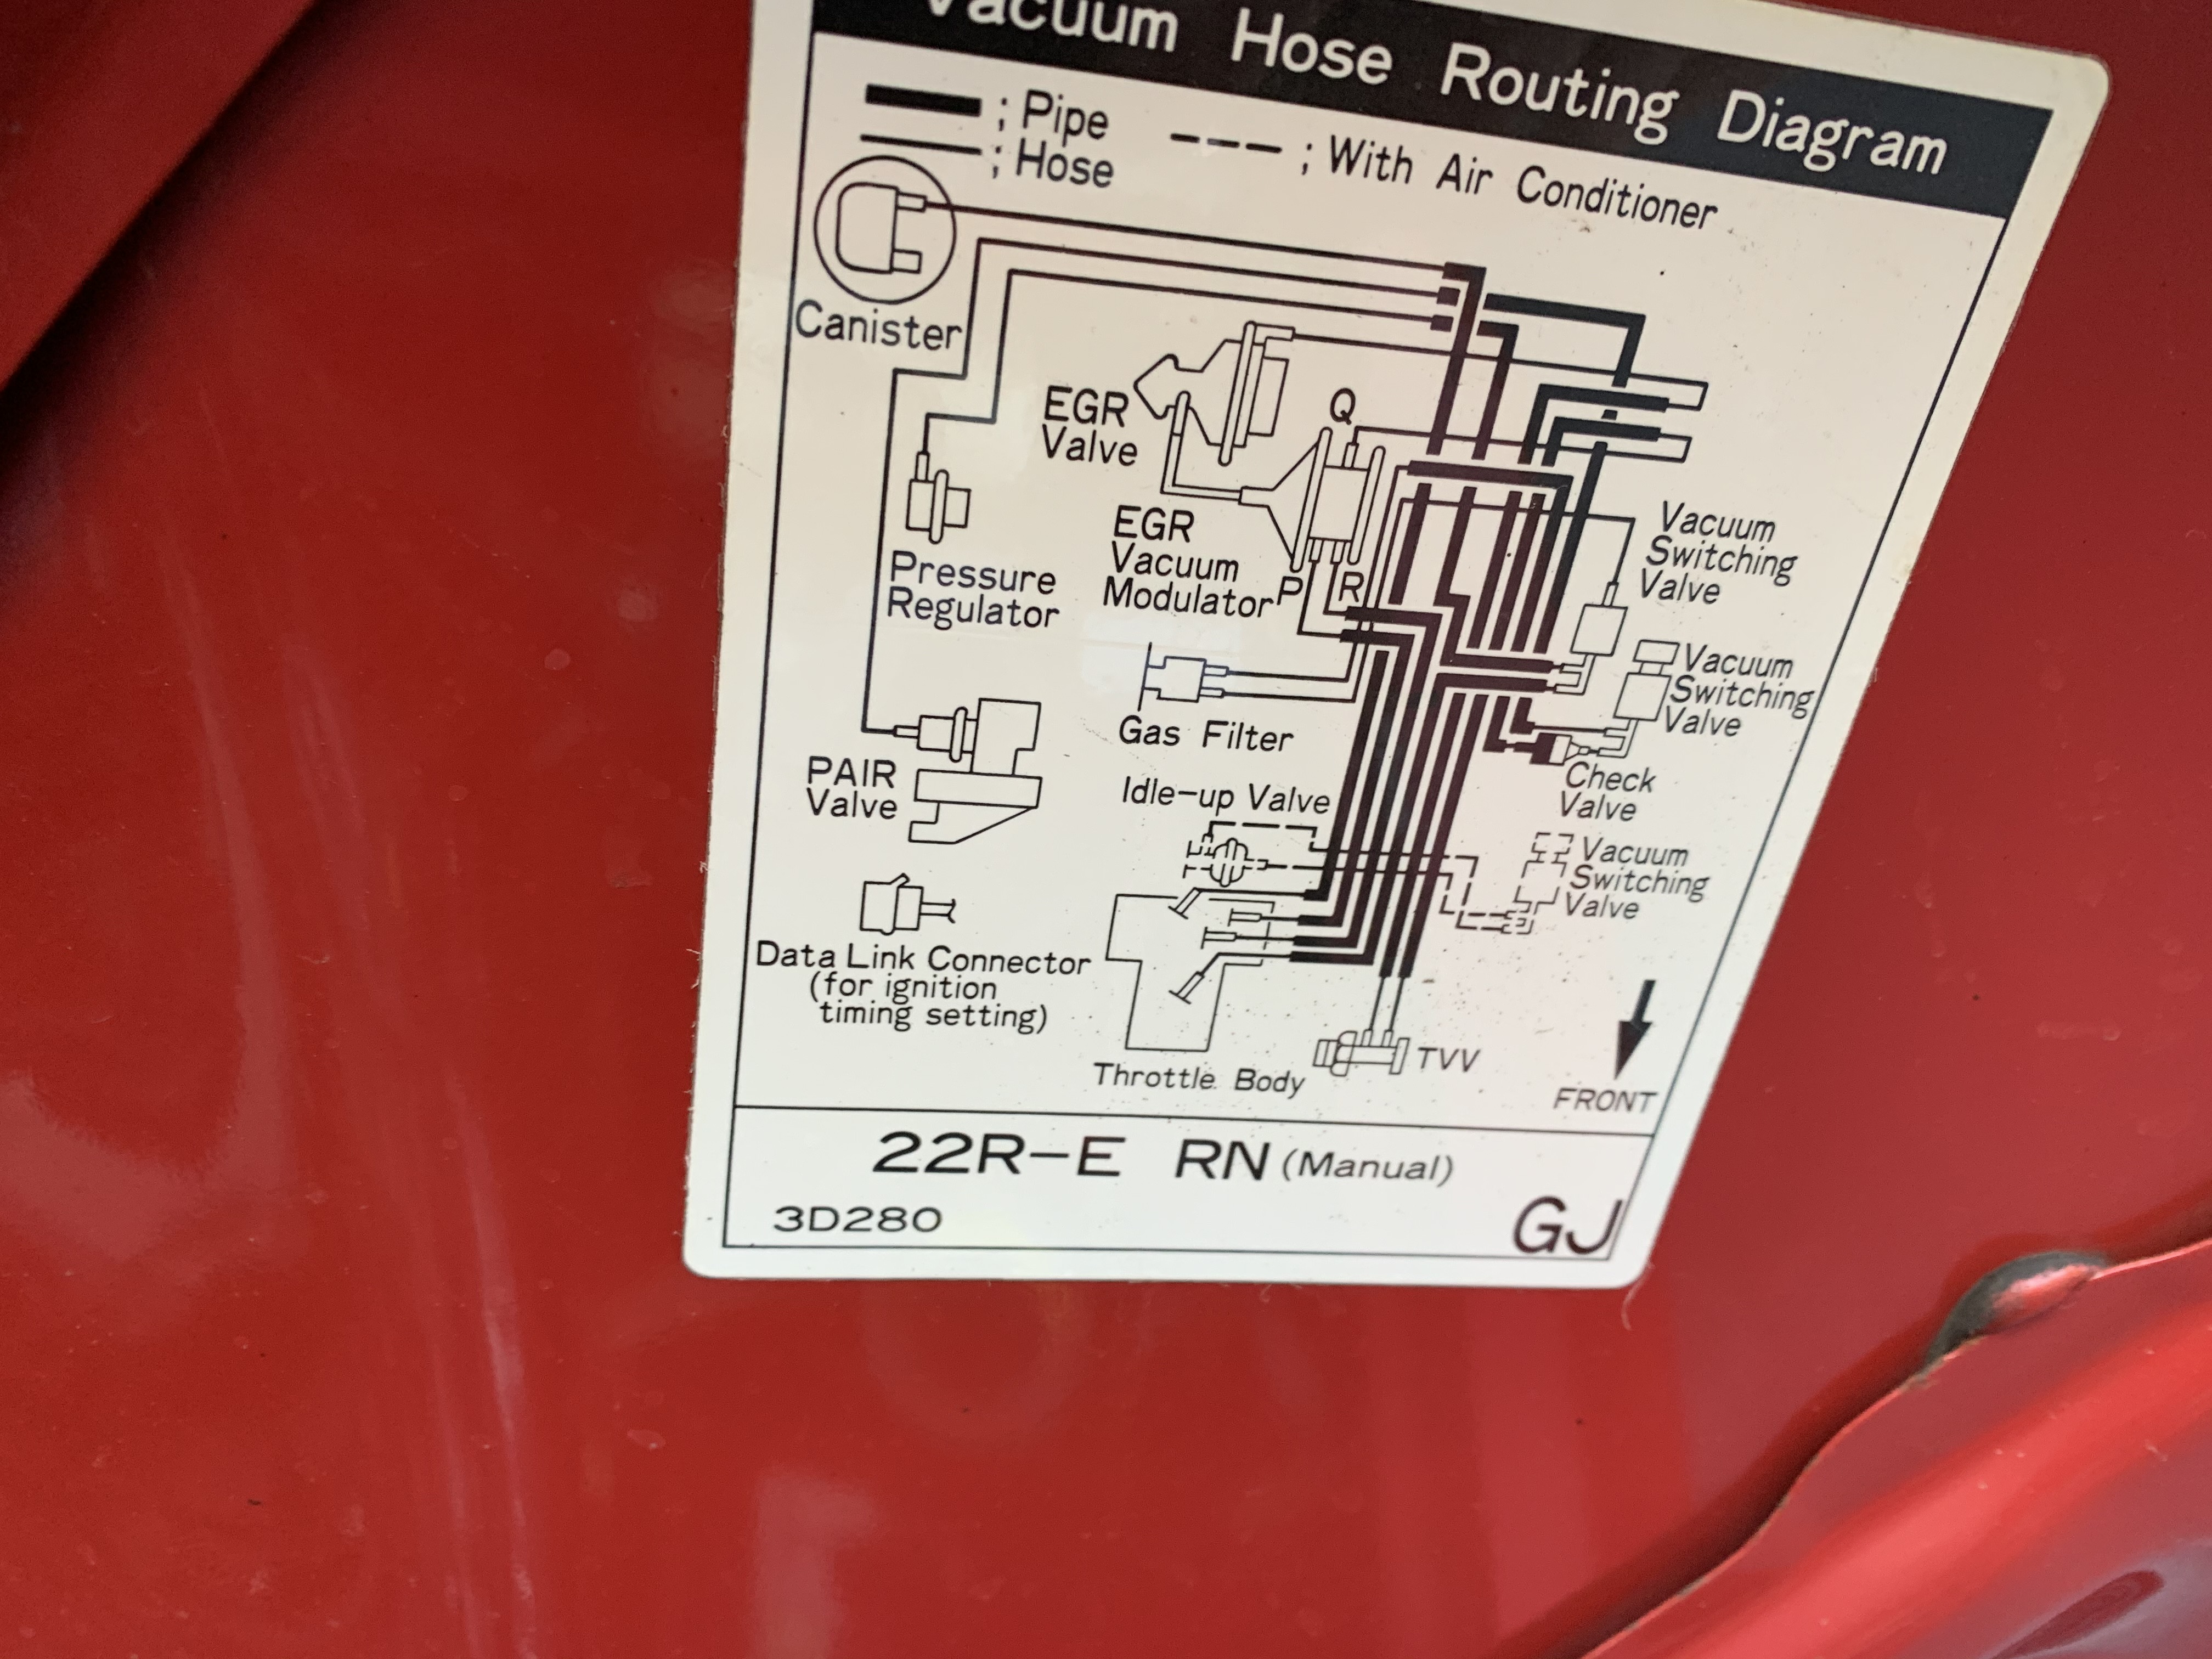 Vacuum Hose Routing Diagram
; Pipe
; Hose
; With Air Conditioner
Canister
EGR
Valve
Q
EGR
Vacuum
Modulator
P
R
Pressure
Regulator
Vacuum
Switching
Valve
Vacuum
Switching
Valve
Gas Filter
Check
Valve
PAIR
Valve
Idle-up Valve
Vacuum
Switching
Valve
Data Link Connector
(for ignition
timing setting)
Throttle Body
TVV
FRONT
22R-E RN (Manual)
3D280
GJ